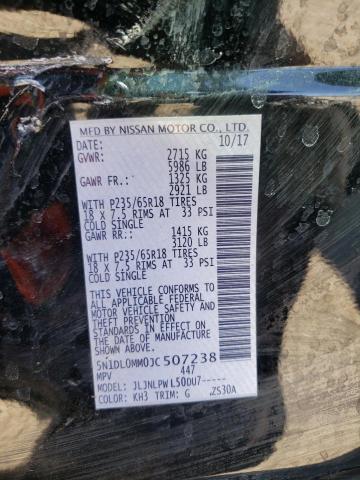 MFD BY NISSAN MOTOR CO., LTD.
DATE: 10/17
GVWR: 2715 KG
5986 LB
GAWR FR.: 1325 KG
2921 LB
WITH P235/65R18 TIRES
18 X 7.5 RIMS AT 33 PSI
COLD SINGLE
GAWR RR.: 1415 KG
3120 LB
WITH P235/65R18 TIRES
18 X 7.5 RIMS AT 33 PSI
COLD SINGLE
THIS VEHICLE CONFORMS TO
ALL APPLICABLE FEDERAL
MOTOR VEHICLE SAFETY AND
THEFT PREVENTION
STANDARDS IN EFFECT ON
THE DATE OF MANUFACTURE
5N1DL0MM0JC507238
MPV 447
MODEL: JLJNLPWL50DU7-----
COLOR: KH3 TRIM: G ZS30A